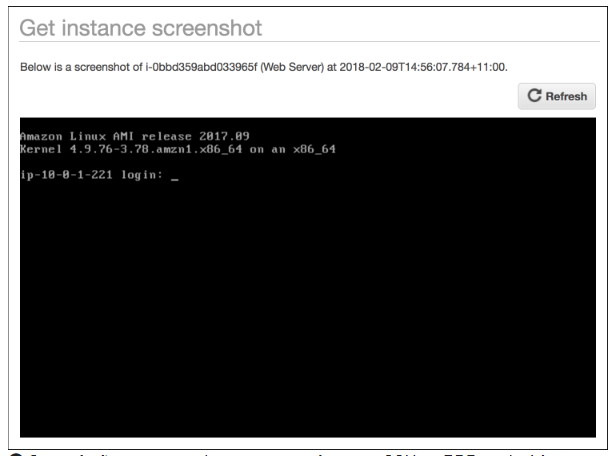 Get instance screenshot
Below is a screenshot of i-0bbd359abd033965f (Web Server) at 2018-02-09T14:56:07.784+11:00.
Refresh
Amazon Linux AMI release 2017.09
Kernel 4.9.76-3.78.amzn1.x86_64 on an x86_64
ip-10-0-1-221 login: _